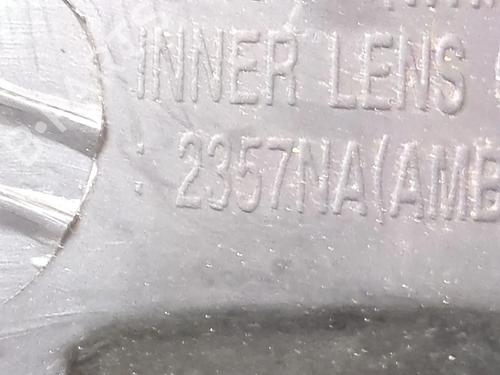 INNER LENS
: 2357NA(AMB